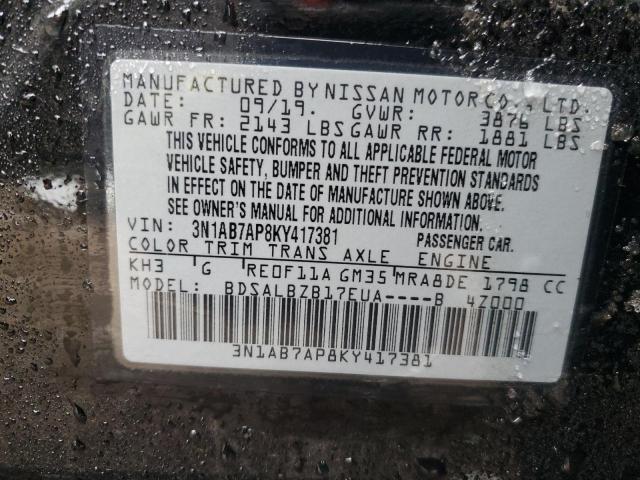 MANUFACTURED BY NISSAN MOTOR CO., LTD.
DATE: 09/19. GVWR: 3876 LBS
GAWR FR: 2143 LBS GAWR RR: 1881 LBS
THIS VEHICLE CONFORMS TO ALL APPLICABLE FEDERAL MOTOR
VEHICLE SAFETY, BUMPER AND THEFT PREVENTION STANDARDS
IN EFFECT ON THE DATE OF MANUFACTURE SHOWN ABOVE.
SEE OWNER'S MANUAL FOR ADDITIONAL INFORMATION.
VIN: 3N1AB7AP8KY417381 PASSENGER CAR.
COLOR TRIM TRANS AXLE ENGINE
KH3 G RE0F11A GM35 MRA8DE 1798 CC
MODEL: BDSALBZB17EUA----B 4Z000
3N1AB7AP8KY417381